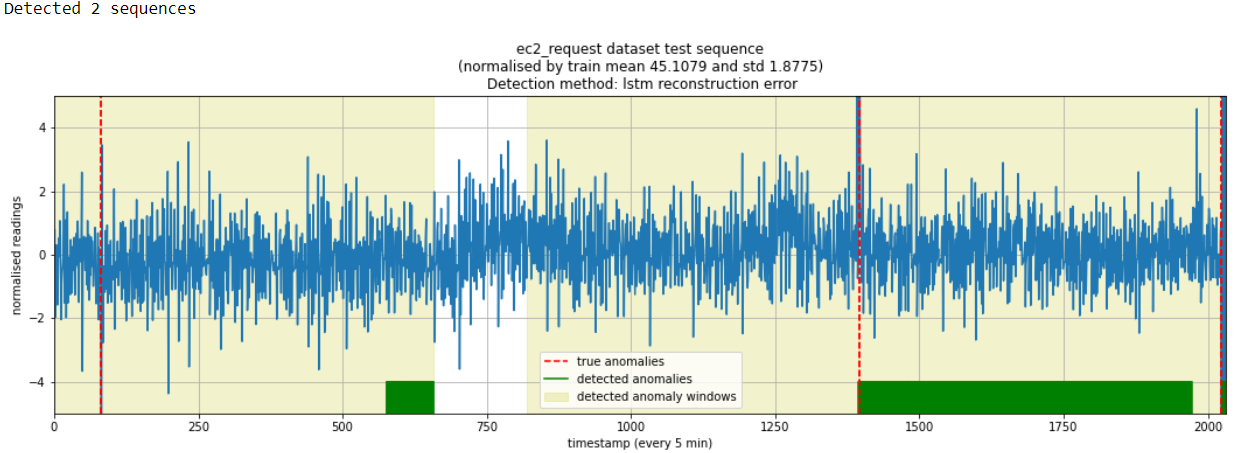 Detected 2 sequences
ec2_request dataset test sequence
(normalised by train mean 45.1079 and std 1.8775)
Detection method: lstm reconstruction error
normalised readings
4
2
0
−2
−4
true anomalies
detected anomalies
detected anomaly windows
0 250 500 750 1000 1250 1500 1750 2000
timestamp (every 5 min)